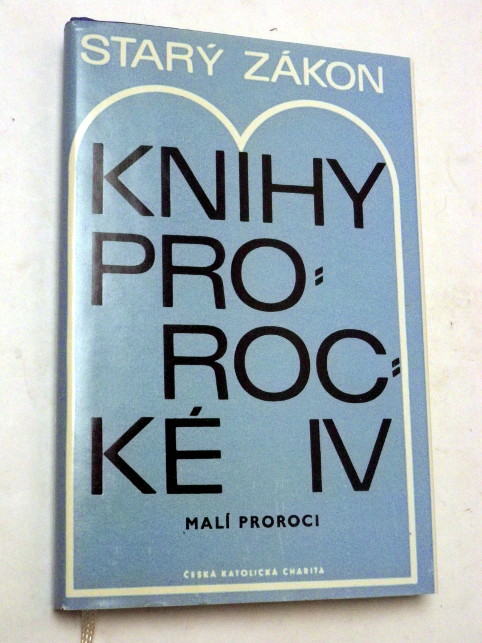 STARÝ ZÁKON
KNIHY
PRO-
ROC-
KÉ IV
MALÍ PROROCI
ČESKÁ KATOLICKÁ CHARITA